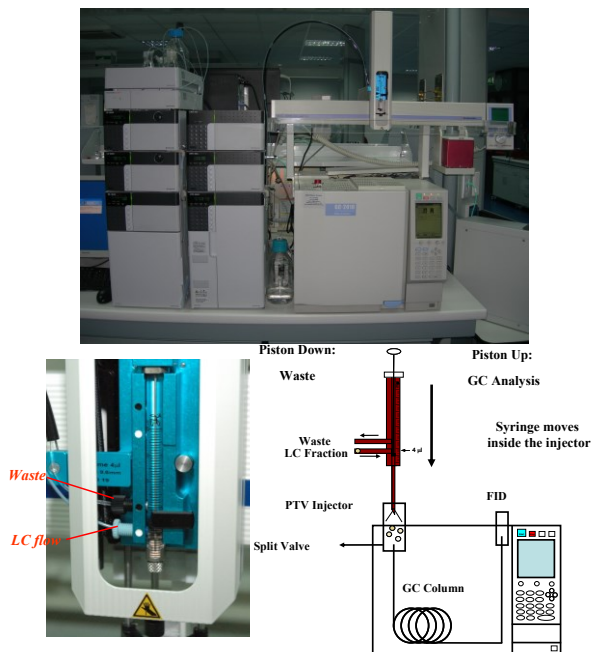 Piston Down:
Waste
Piston Up:
GC Analysis
Syringe moves
inside the injector
Waste
LC Fraction
4 µl
PTV Injector
FID
Split Valve
GC Column
Waste
LC flow